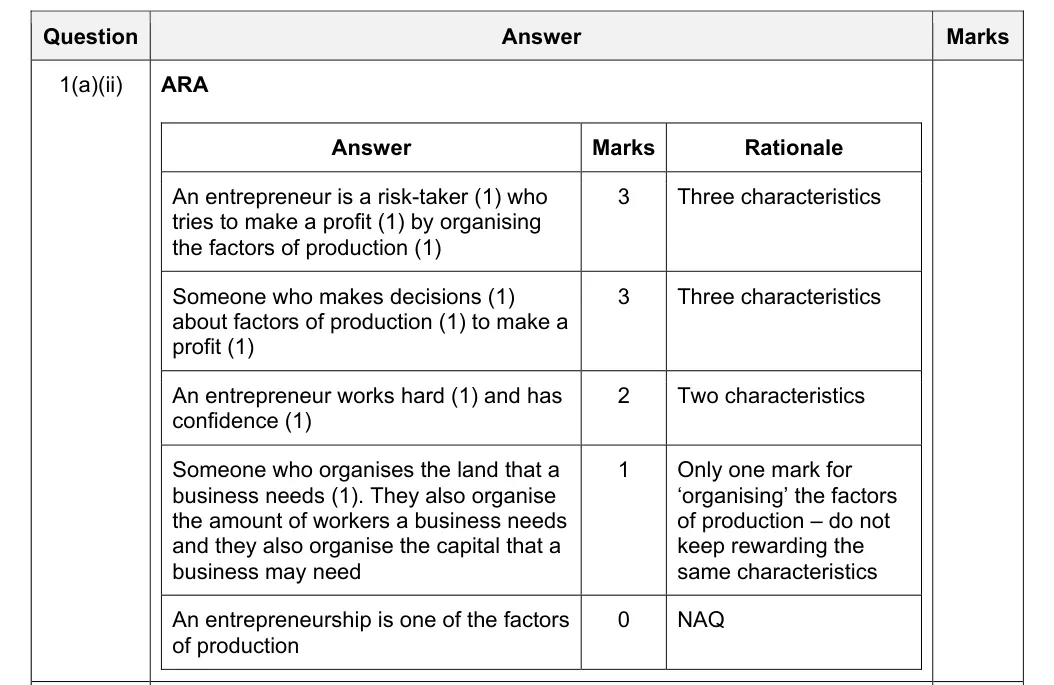 Question Answer Marks
1(a)(ii) ARA
Answer Marks Rationale
An entrepreneur is a risk-taker (1) who 3 Three characteristics
tries to make a profit (1) by organising
the factors of production (1)
Someone who makes decisions (1) 3 Three characteristics
about factors of production (1) to make a
profit (1)
An entrepreneur works hard (1) and has 2 Two characteristics
confidence (1)
Someone who organises the land that a 1 Only one mark for
business needs (1). They also organise ‘organising’ the factors
the amount of workers a business needs of production – do not
and they also organise the capital that a keep rewarding the
business may need same characteristics
An entrepreneurship is one of the factors 0 NAQ
of production